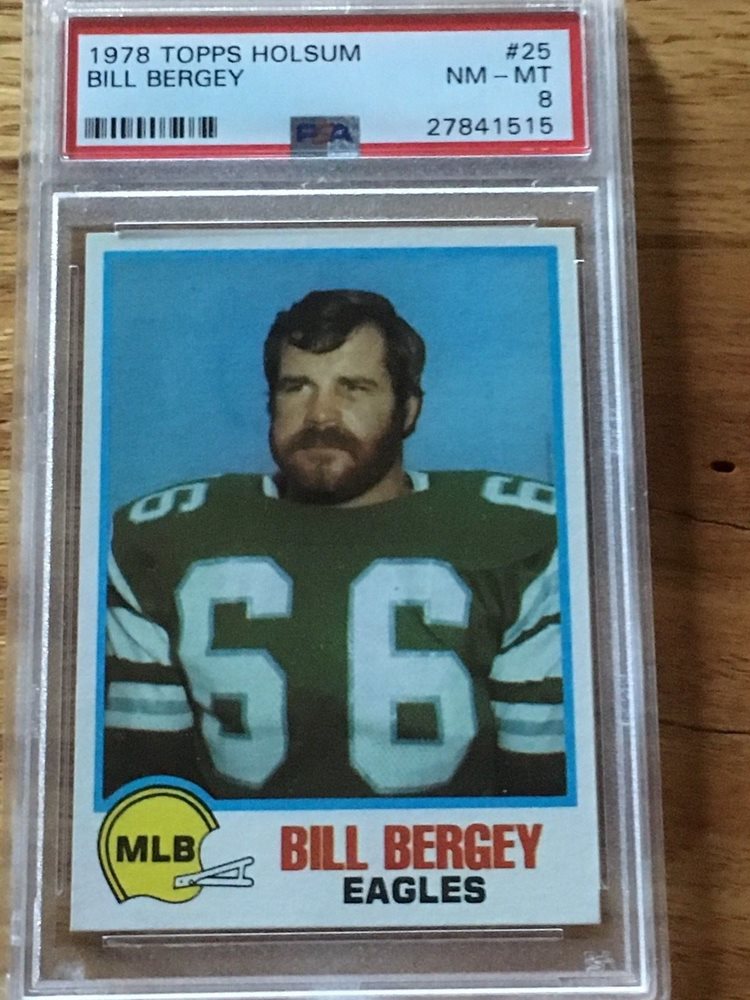 1978 TOPPS HOLSUM #25
BILL BERGEY NM-MT
8
PSA 27841515
66
66
66
MLB
BILL BERGEY
EAGLES